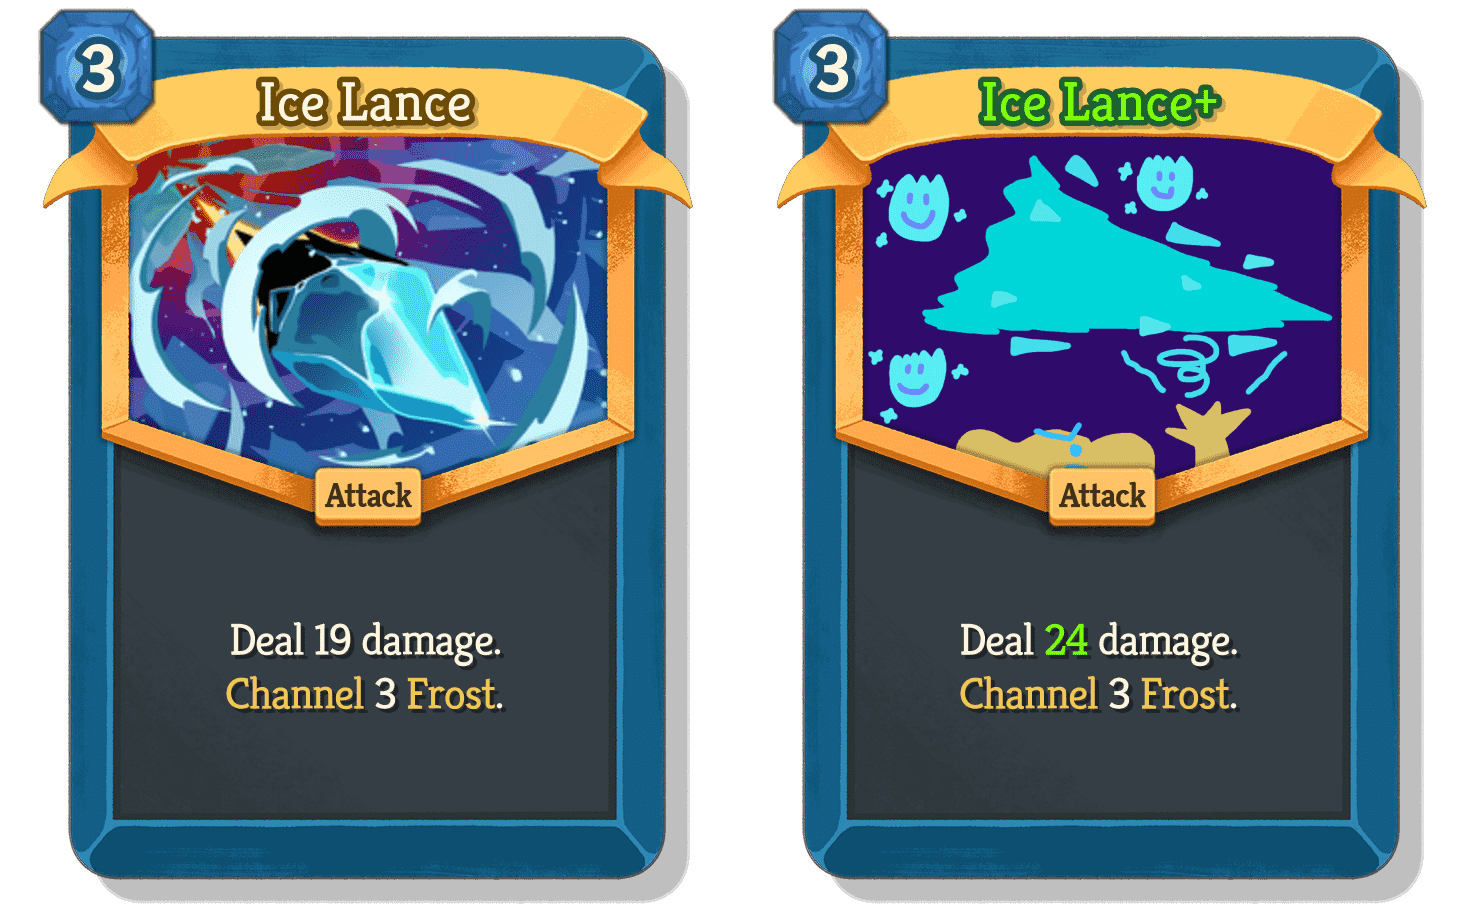 3
Ice Lance
Attack
Deal 19 damage.
Channel 3 Frost.
3
Ice Lance+
Attack
Deal 24 damage.
Channel 3 Frost.